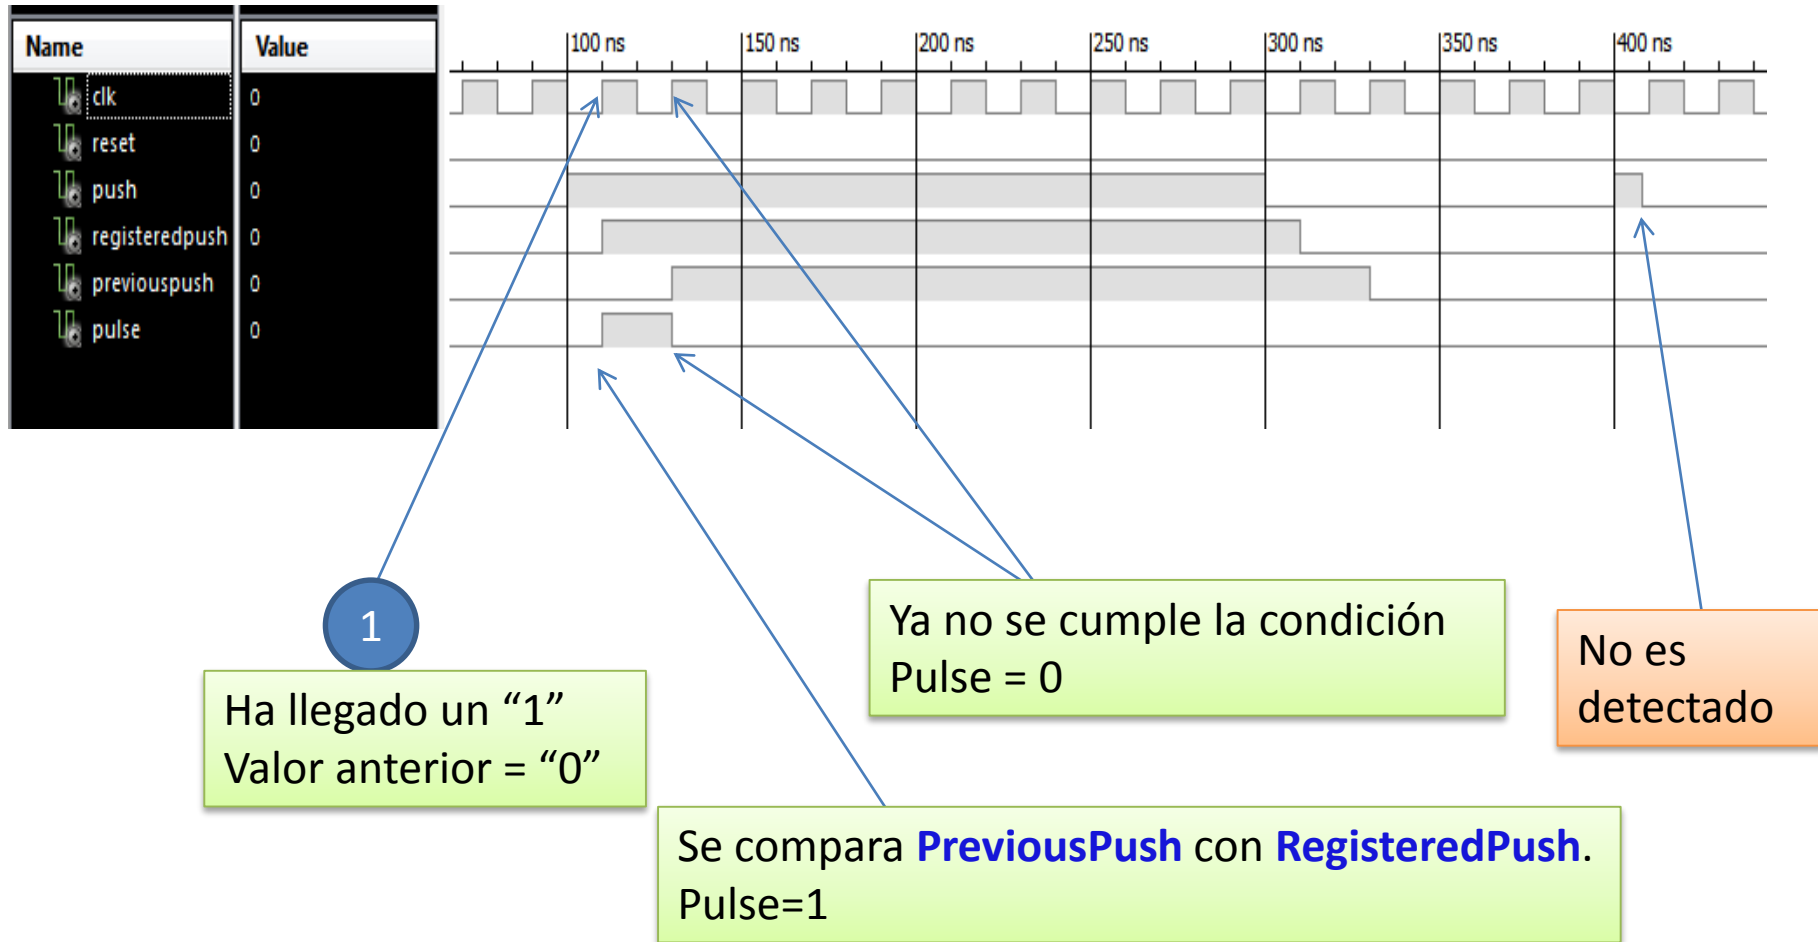 Name Value
100 ns 150 ns 200 ns 250 ns 300 ns 350 ns 400 ns
clk 0
reset 0
push 0
registeredpush 0
previouspush 0
pulse 0
1
Ha llegado un “1”
Valor anterior = “0”
Ya no se cumple la condición
Pulse = 0
No es
detectado
Se compara PreviousPush con RegisteredPush.
Pulse=1